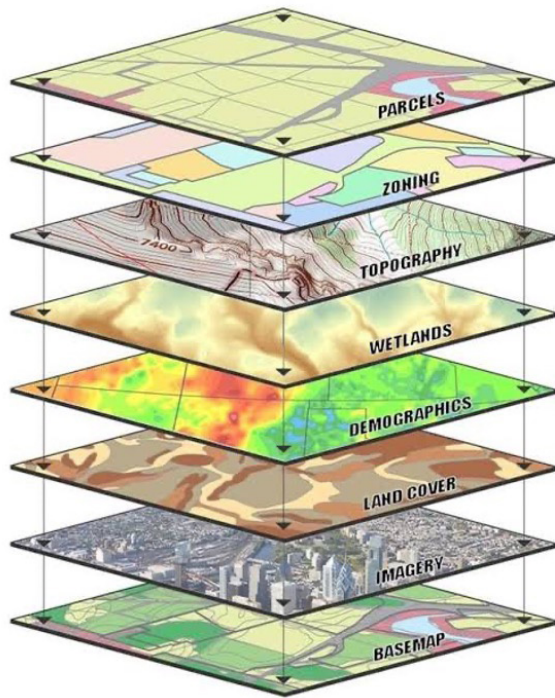 PARCELS
ZONING
7400
TOPOGRAPHY
WETLANDS
DEMOGRAPHICS
LAND COVER
IMAGERY
BASEMAP